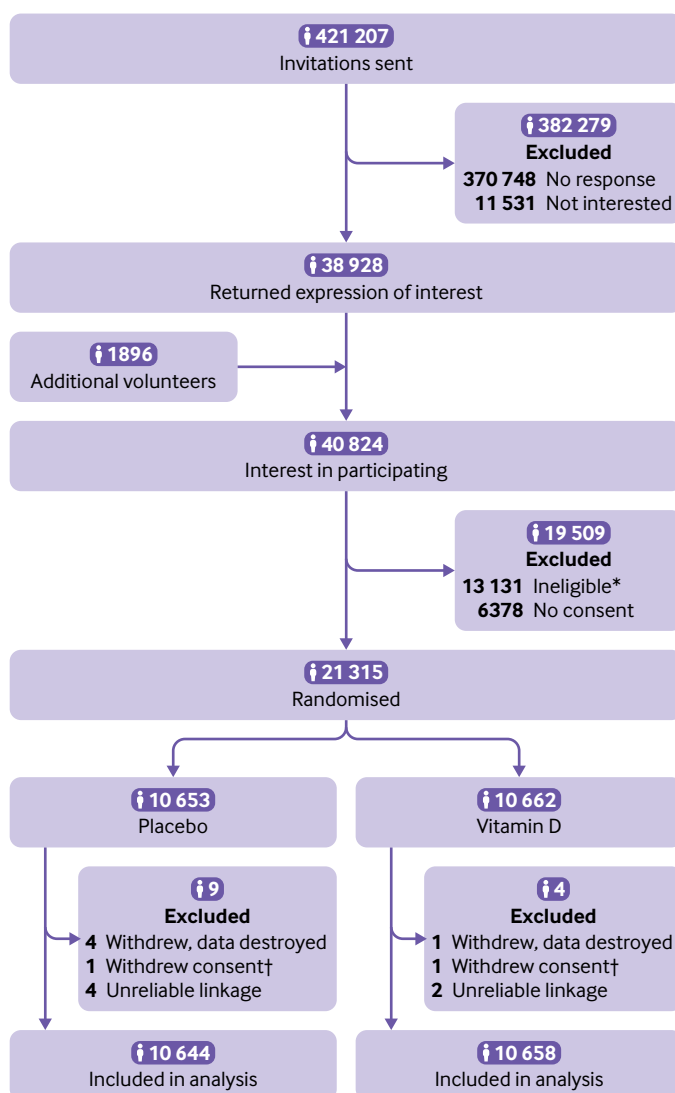 421 207
Invitations sent
382 279
Excluded
370 748 No response
11 531 Not interested
38 928
Returned expression of interest
1896
Additional volunteers
40 824
Interest in participating
19 509
Excluded
13 131 Ineligible*
6378 No consent
21 315
Randomised
10 653
Placebo
10 662
Vitamin D
9
Excluded
4 Withdrew, data destroyed
1 Withdrew consent†
4 Unreliable linkage
4
Excluded
1 Withdrew, data destroyed
1 Withdrew consent†
2 Unreliable linkage
10 644
Included in analysis
10 658
Included in analysis